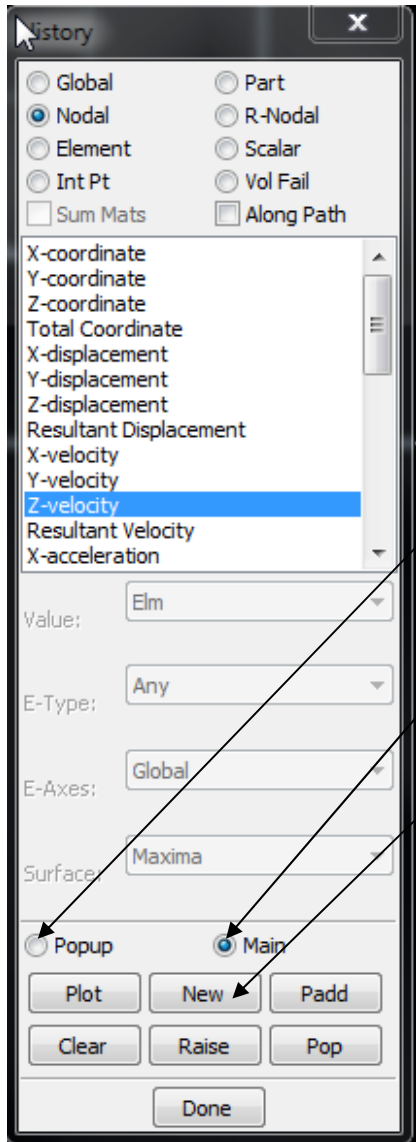 History
Global Part
Nodal R-Nodal
Element Scalar
Int Pt Vol Fail
Sum Mats Along Path
X-coordinate
Y-coordinate
Z-coordinate
Total Coordinate
X-displacement
Y-displacement
Z-displacement
Resultant Displacement
X-velocity
Y-velocity
Z-velocity
Resultant Velocity
X-acceleration
Value: Elm
E-Type: Any
E-Axes: Global
Surface: Maxima
Popup Main
Plot New Padd
Clear Raise Pop
Done